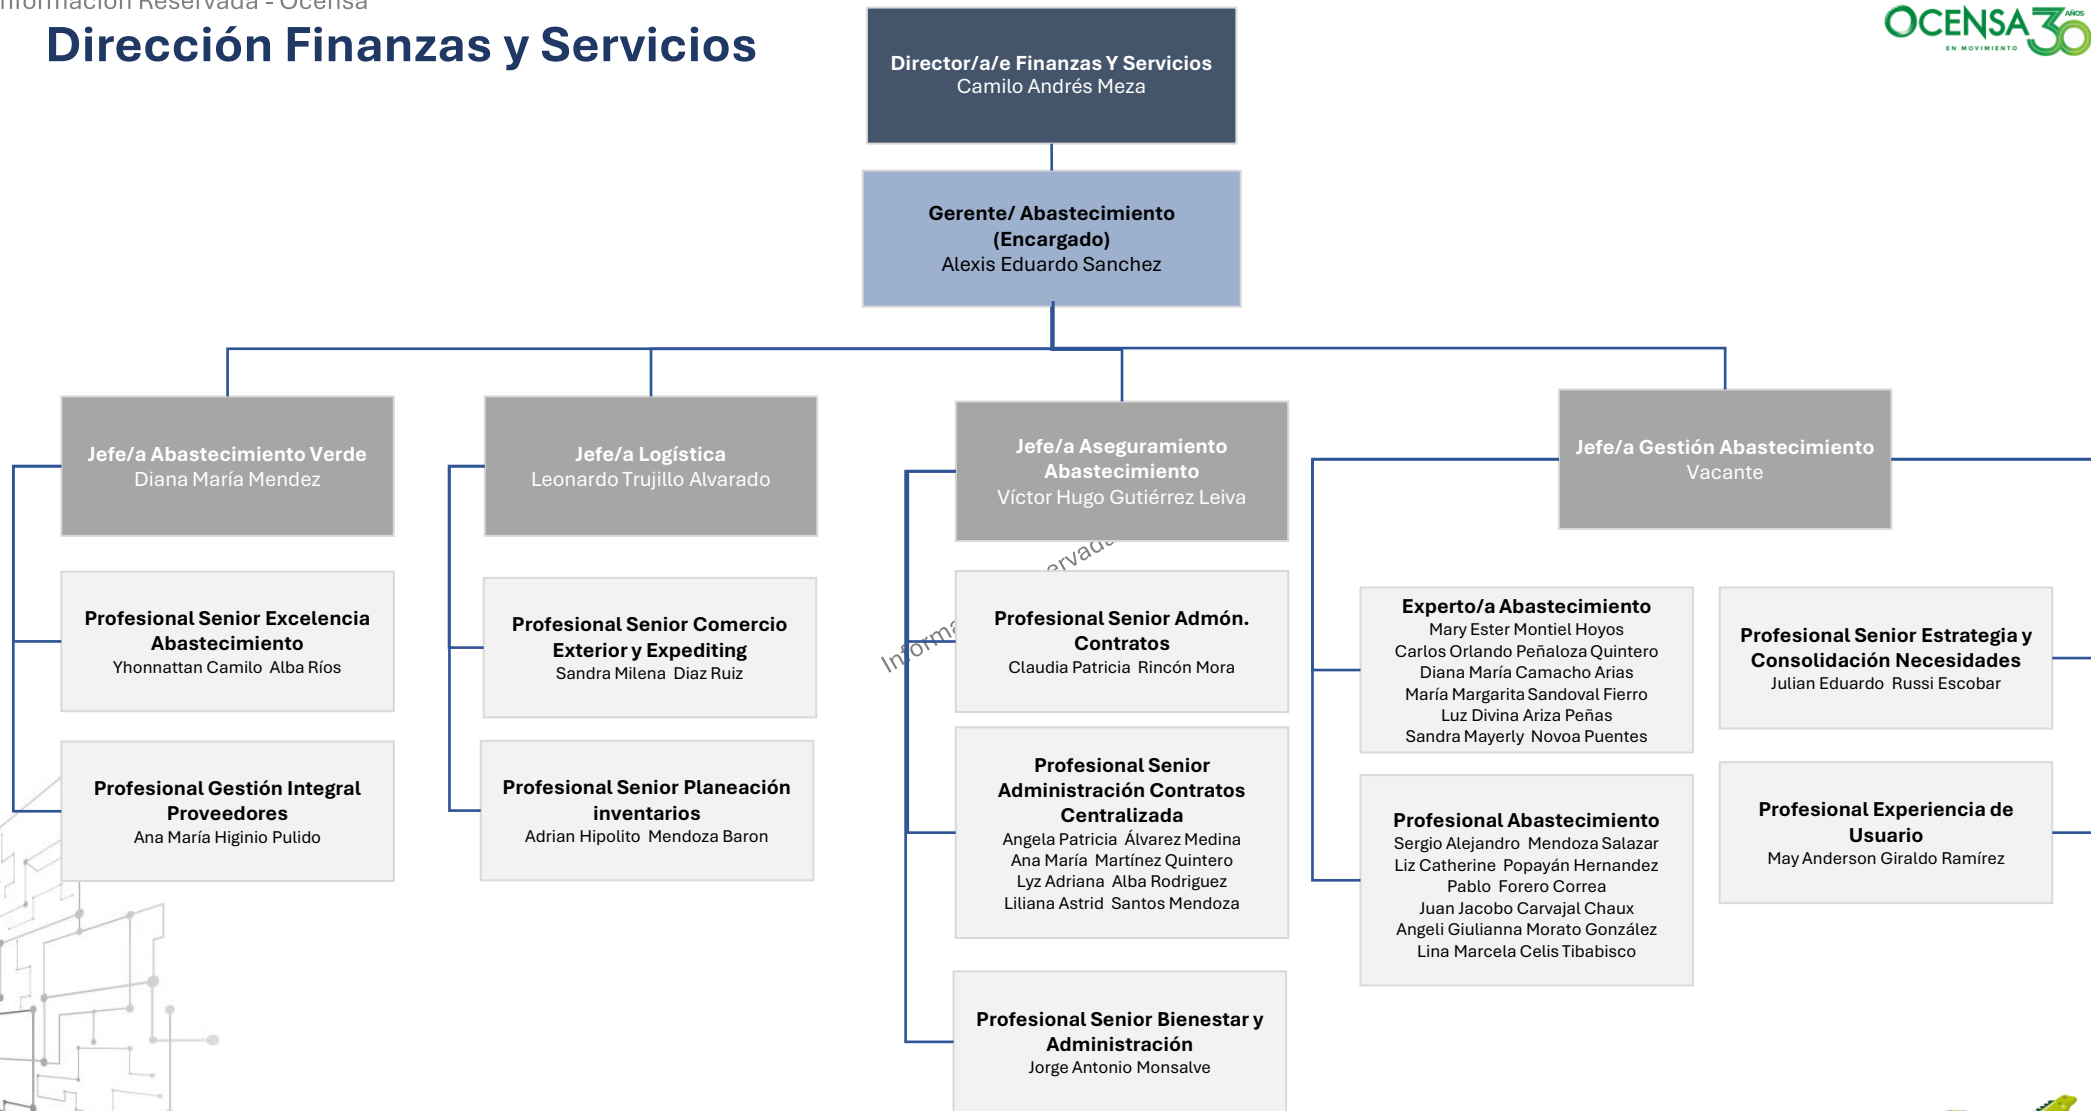 Información Reservada - Ocensa
Dirección Finanzas y Servicios
OCENSA 30 AÑOS
EN MOVIMIENTO
Director/a/e Finanzas Y Servicios
Camilo Andrés Meza
Gerente/ Abastecimiento
(Encargado)
Alexis Eduardo Sanchez
Jefe/a Abastecimiento Verde
Diana María Mendez
Profesional Senior Excelencia
Abastecimiento
Yhonnattan Camilo Alba Ríos
Profesional Gestión Integral
Proveedores
Ana María Higinio Pulido
Jefe/a Logística
Leonardo Trujillo Alvarado
Profesional Senior Comercio
Exterior y Expediting
Sandra Milena Diaz Ruiz
Profesional Senior Planeación
inventarios
Adrian Hipolito Mendoza Baron
Jefe/a Aseguramiento
Abastecimiento
Víctor Hugo Gutiérrez Leiva
Profesional Senior Admón.
Contratos
Claudia Patricia Rincón Mora
Profesional Senior
Administración Contratos
Centralizada
Angela Patricia Álvarez Medina
Ana María Martínez Quintero
Lyz Adriana Alba Rodriguez
Liliana Astrid Santos Mendoza
Profesional Senior Bienestar y
Administración
Jorge Antonio Monsalve
Jefe/a Gestión Abastecimiento
Vacante
Experto/a Abastecimiento
Mary Ester Montiel Hoyos
Carlos Orlando Peñaloza Quintero
Diana María Camacho Arias
María Margarita Sandoval Fierro
Luz Divina Ariza Peñas
Sandra Mayerly Novoa Puentes
Profesional Abastecimiento
Sergio Alejandro Mendoza Salazar
Liz Catherine Popayán Hernandez
Pablo Forero Correa
Juan Jacobo Carvajal Chaux
Angeli Giulianna Morato González
Lina Marcela Celis Tibabisco
Profesional Senior Estrategia y
Consolidación Necesidades
Julian Eduardo Russi Escobar
Profesional Experiencia de
Usuario
May Anderson Giraldo Ramírez